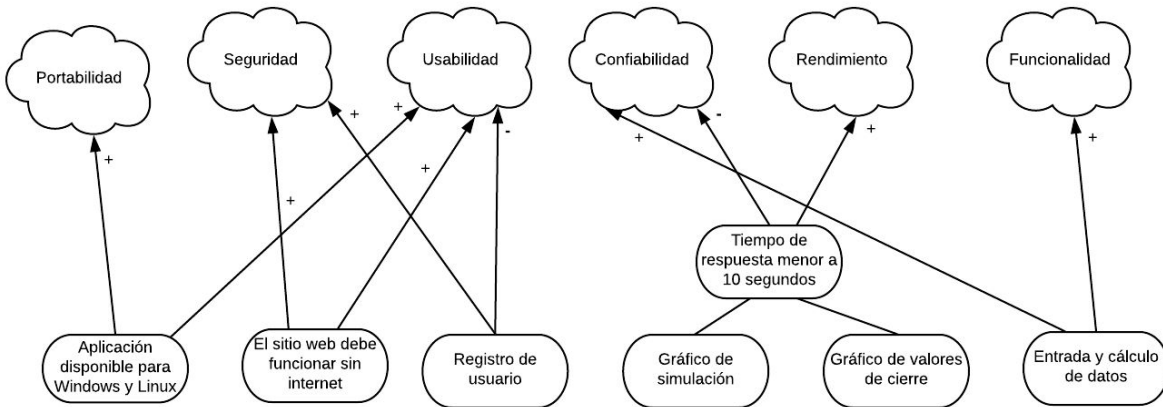 Portabilidad
Seguridad
Usabilidad
Confiabilidad
Rendimiento
Funcionalidad
+
+
+
+
+
-
-
+
+
+
+
Tiempo de
respuesta menor a
10 segundos
Aplicación
disponible para
Windows y Linux
El sitio web debe
funcionar sin
internet
Registro de
usuario
Gráfico de
simulación
Gráfico de valores
de cierre
Entrada y cálculo
de datos